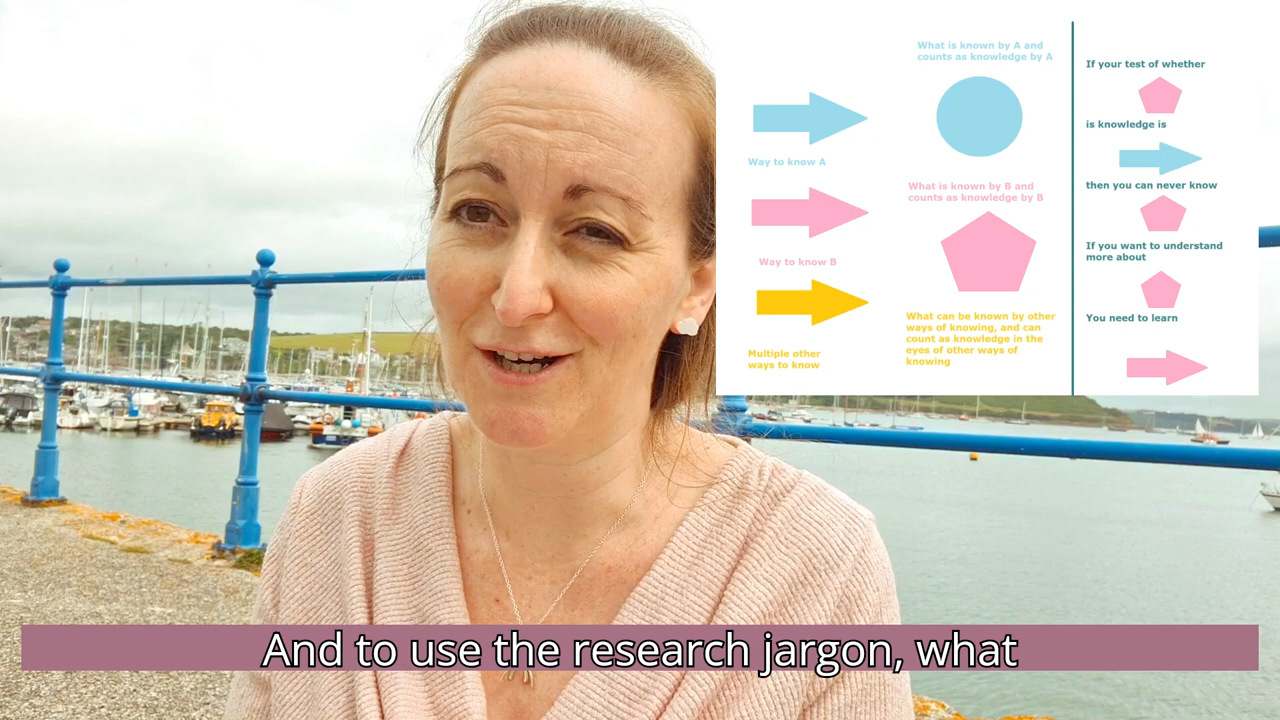 What is known by A and
counts as knowledge by A
Way to know A
What is known by B and
counts as knowledge by B
Way to know B
What can be known by other
ways of knowing, and can
count as knowledge in the
eyes of other ways of
knowing
Multiple other
ways to know
If your test of whether
is knowledge is
then you can never know
If you want to understand
more about
You need to learn
And to use the research jargon, what